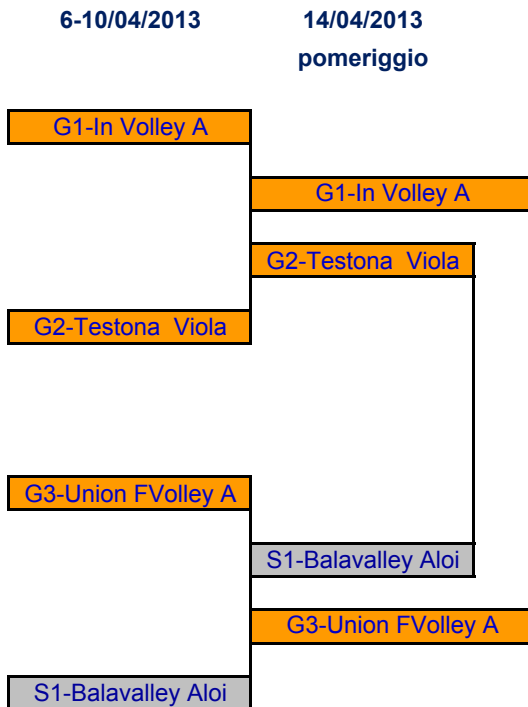 6-10/04/2013 14/04/2013
pomeriggio
G1-In Volley A
G1-In Volley A
G2-Testona Viola
G2-Testona Viola
G3-Union FVolley A
S1-Balavalley Aloi
G3-Union FVolley A
S1-Balavalley Aloi